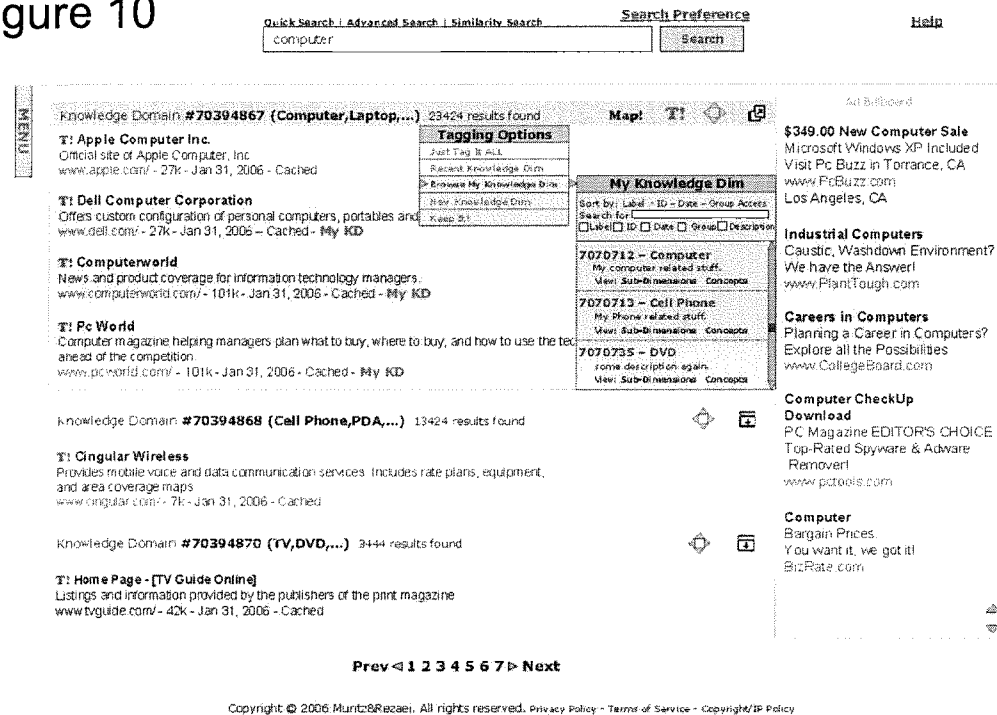 gure 10
Quick Search | Advanced Search | Similarity Search
Search Preference
Help
computer
Search
MENU
Knowledge Domain #70394867 (Computer,Laptop,...) 23424 results found
Map! T!
T! Apple Computer Inc.
Official site of Apple Computer, Inc
www.apple.com/ - 27k - Jan 31, 2006 - Cached
T! Dell Computer Corporation
Offers custom configuration of personal computers, portables and
www.dell.com/ - 27k - Jan 31, 2006 - Cached - My KD
T! Computerworld
News and product coverage for information technology managers.
www.computerworld.com/ - 101k - Jan 31, 2006 - Cached - My KD
T! Pc World
Computer magazine helping managers plan what to buy, where to buy, and how to use the tec
ahead of the competition
www.pcworld.com/ - 101k - Jan 31, 2006 - Cached - My KD
Tagging Options
Just Tag It ALL
Recent Knowledge Dim
Browse My Knowledge Dim
New Knowledge Dim
Keep It!
My Knowledge Dim
Sort by: Label - ID - Date - Group Access
Search for
Label ID Date Group Description
7070712 - Computer
My computer related stuff.
View: Sub-Dimensions Concepts
7070713 - Cell Phone
My Phone related stuff.
View: Sub-Dimensions Concepts
7070735 - DVD
some description again.
View: Sub-Dimensions Concepts
Knowledge Domain #70394868 (Cell Phone,PDA,...) 13424 results found
T! Cingular Wireless
Provides mobile voice and data communication services. Includes rate plans, equipment,
and area coverage maps
www.cingular.com/ - 7k - Jan 31, 2006 - Cached
Knowledge Domain #70394870 (TV,DVD,...) 3444 results found
T! Home Page - [TV Guide Online]
Listings and information provided by the publishers of the print magazine
www.tvguide.com/ - 42k - Jan 31, 2006 - Cached
Ad Billboard
$349.00 New Computer Sale
Microsoft Windows XP Included
Visit Pc Buzz in Torrance, CA
www.PcBuzz.com
Los Angeles, CA
Industrial Computers
Caustic, Washdown Environment?
We have the Answer!
www.PlantTough.com
Careers in Computers
Planning a Career in Computers?
Explore all the Possibilities
www.CollegeBoard.com
Computer CheckUp
Download
PC Magazine EDITOR'S CHOICE
Top-Rated Spyware & Adware
Remover!
www.pctools.com
Computer
Bargain Prices.
You want it, we got it!
BizRate.com
Prev 1 2 3 4 5 6 7 Next
Copyright © 2006 Muntz&Rezaei. All rights reserved. Privacy Policy - Terms of Service - Copyright/IP Policy